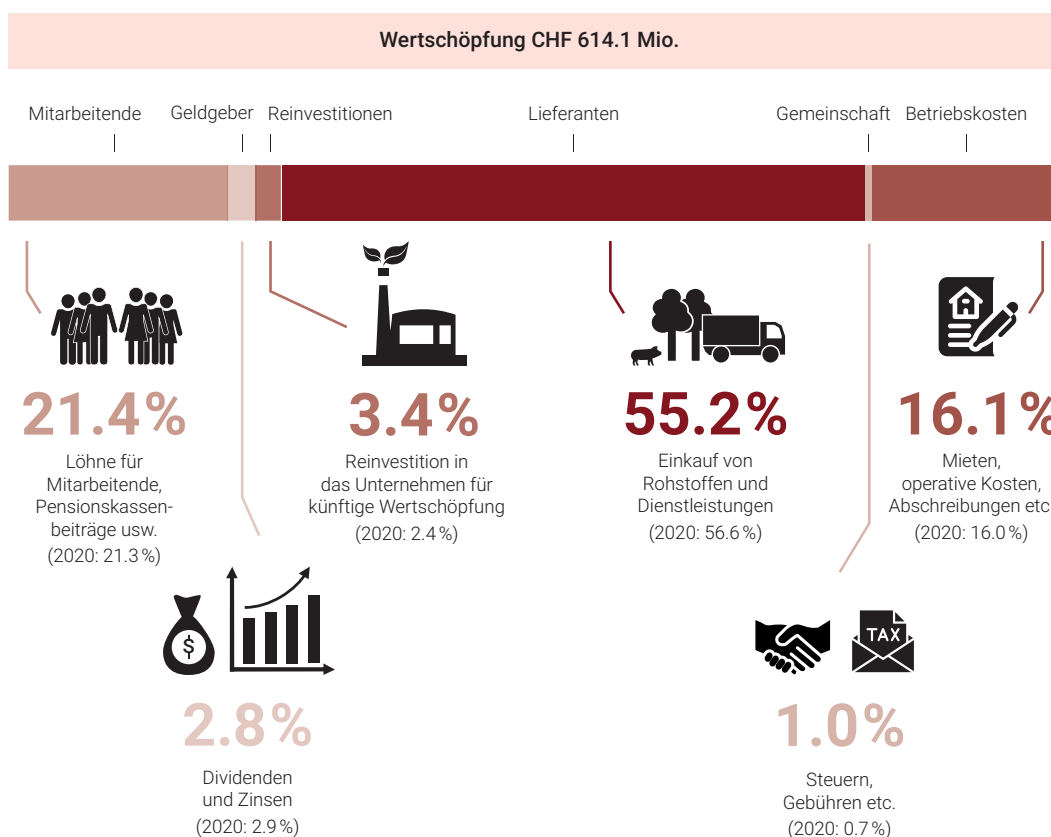 Wertschöpfung CHF 614.1 Mio.
Mitarbeitende
Geldgeber
Reinvestitionen
Lieferanten
Gemeinschaft
Betriebskosten
21.4%
Löhne für
Mitarbeitende,
Pensionskassen-
beiträge usw.
(2020: 21.3%)
3.4%
Reinvestition in
das Unternehmen für
künftige Wertschöpfung
(2020: 2.4%)
55.2%
Einkauf von
Rohstoffen und
Dienstleistungen
(2020: 56.6%)
16.1%
Mieten,
operative Kosten,
Abschreibungen etc
(2020: 16.0%)
$
2.8%
Dividenden
und Zinsen
(2020: 2.9%)
TAX
1.0%
Steuern,
Gebühren etc.
(2020: 0.7%)